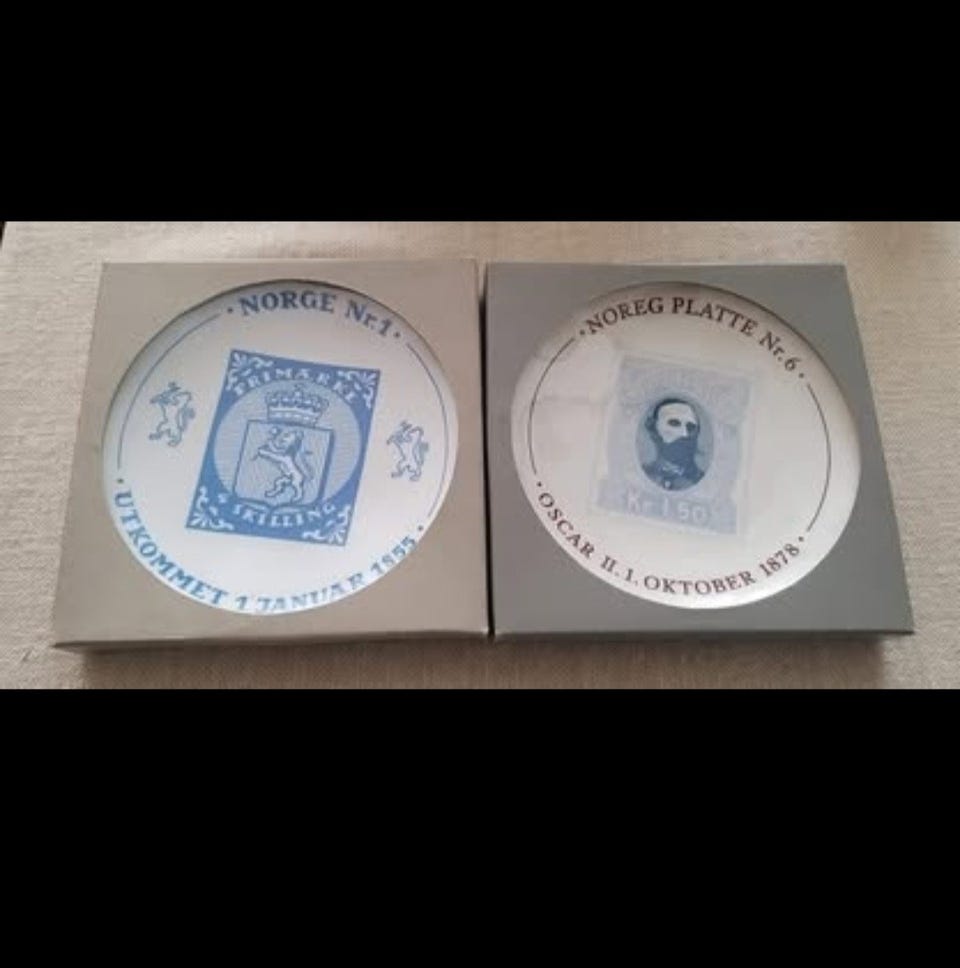 · NORGE Nr.1 ·
FRIMÆRKE
SKILLING
· UTKOMMET 1 JANUAR 1855 ·
· NOREG PLATTE Nr.6 ·
Kr 1 50
· OSCAR II. 1. OKTOBER 1878 ·